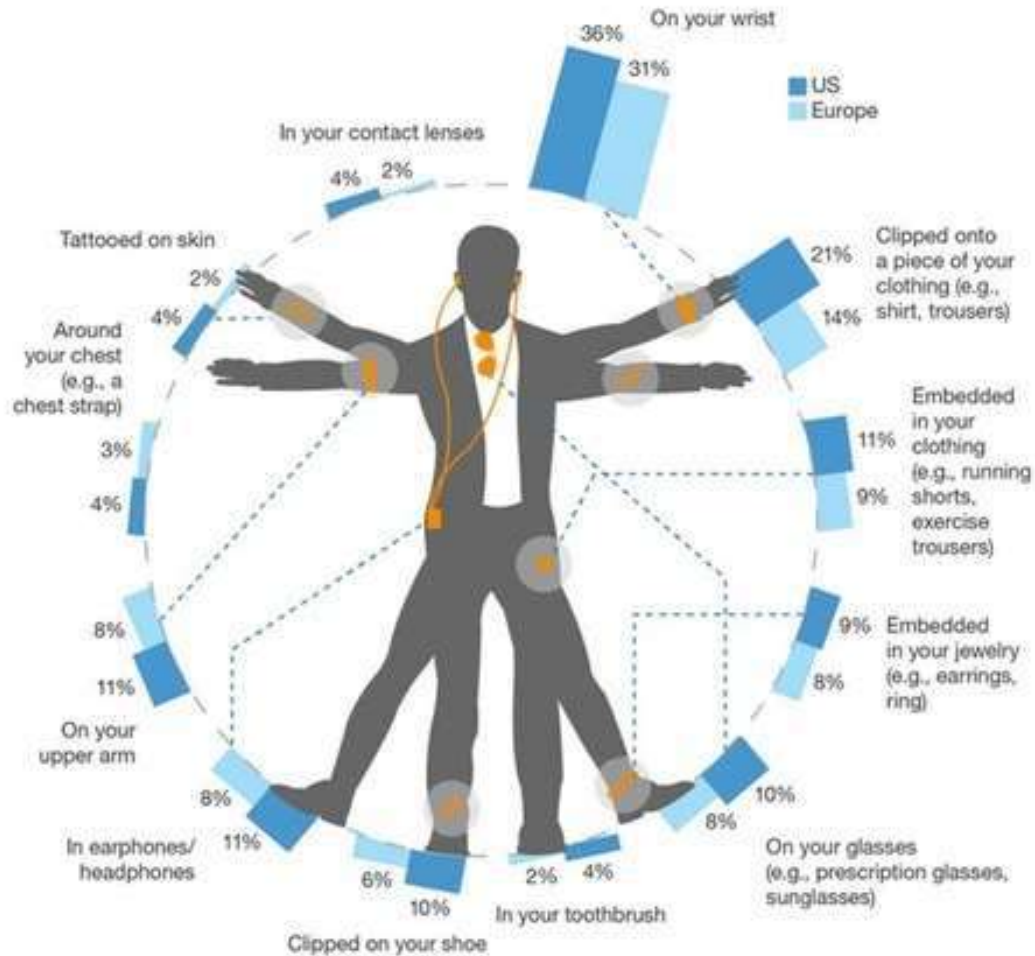 On your wrist
36%
31%
US
Europe
In your contact lenses
4%
2%
Tattooed on skin
2%
4%
Clipped onto
a piece of your
clothing (e.g.,
shirt, trousers)
21%
14%
Around
your chest
(e.g., a
chest strap)
3%
4%
Embedded
in your
clothing
(e.g., running
shorts,
exercise
trousers)
11%
9%
8%
11%
On your
upper arm
9%
8%
Embedded
in your jewelry
(e.g., earrings,
ring)
8%
11%
In earphones/
headphones
10%
8%
On your glasses
(e.g., prescription glasses,
sunglasses)
6%
10%
Clipped on your shoe
2%
4%
In your toothbrush